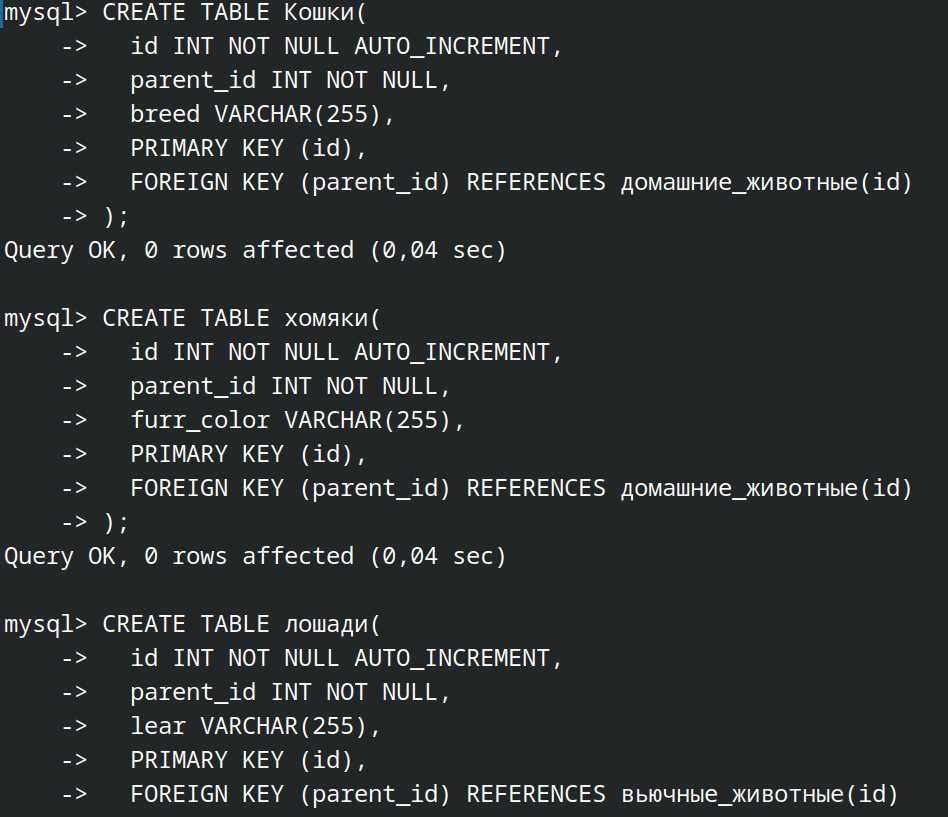 mysql> CREATE TABLE Кошки(
    ->   id INT NOT NULL AUTO_INCREMENT,
    ->   parent_id INT NOT NULL,
    ->   breed VARCHAR(255),
    ->   PRIMARY KEY (id),
    ->   FOREIGN KEY (parent_id) REFERENCES домашние_животные(id)
    -> );
Query OK, 0 rows affected (0,04 sec)

mysql> CREATE TABLE хомяки(
    ->   id INT NOT NULL AUTO_INCREMENT,
    ->   parent_id INT NOT NULL,
    ->   furr_color VARCHAR(255),
    ->   PRIMARY KEY (id),
    ->   FOREIGN KEY (parent_id) REFERENCES домашние_животные(id)
    -> );
Query OK, 0 rows affected (0,04 sec)

mysql> CREATE TABLE лошади(
    ->   id INT NOT NULL AUTO_INCREMENT,
    ->   parent_id INT NOT NULL,
    ->   lear VARCHAR(255),
    ->   PRIMARY KEY (id),
    ->   FOREIGN KEY (parent_id) REFERENCES вьючные_животные(id)